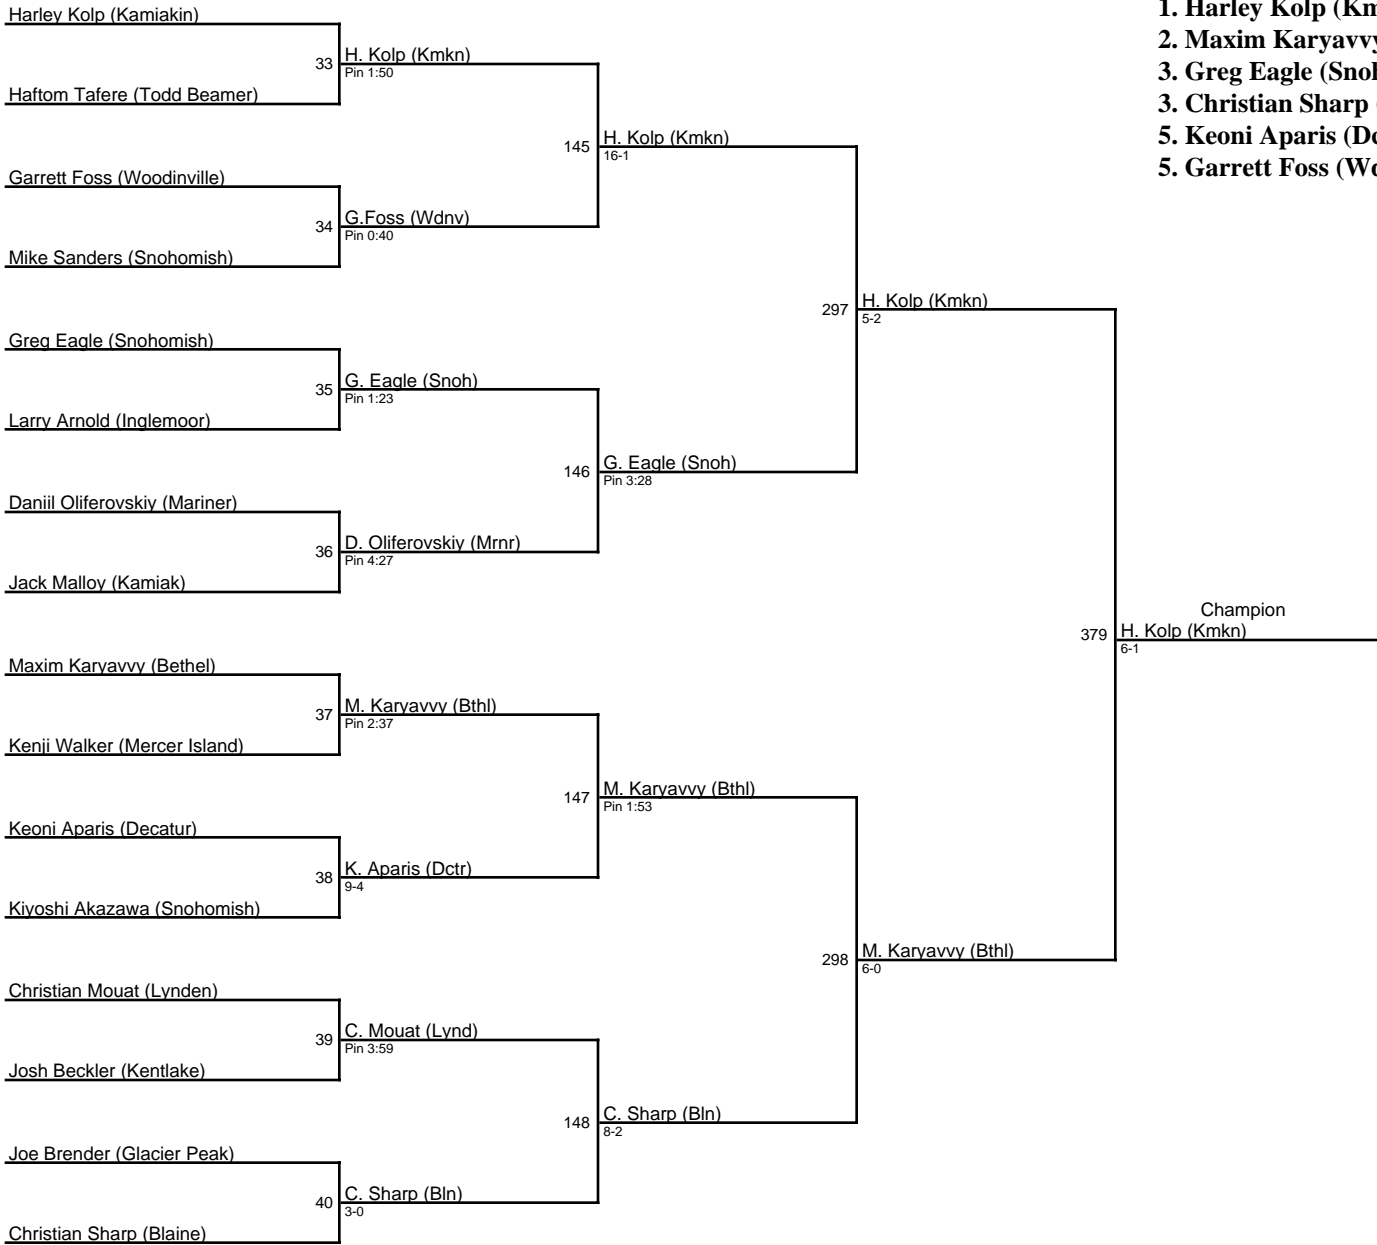 Harley Kolp (Kamiakin)
33
H. Kolp (Kmkn)
Pin 1:50
Haftom Tafere (Todd Beamer)
145
H. Kolp (Kmkn)
16-1
Garrett Foss (Woodinville)
34
G.Foss (Wdnv)
Pin 0:40
Mike Sanders (Snohomish)
297
H. Kolp (Kmkn)
5-2
Greg Eagle (Snohomish)
35
G. Eagle (Snoh)
Pin 1:23
Larry Arnold (Inglemoor)
146
G. Eagle (Snoh)
Pin 3:28
Daniil Oliferovskiy (Mariner)
36
D. Oliferovskiy (Mrnr)
Pin 4:27
Jack Malloy (Kamiak)
Champion
379
H. Kolp (Kmkn)
6-1
Maxim Karyavvy (Bethel)
37
M. Karyavvy (Bthl)
Pin 2:37
Kenji Walker (Mercer Island)
147
M. Karyavvy (Bthl)
Pin 1:53
Keoni Aparis (Decatur)
38
K. Aparis (Dctr)
9-4
Kiyoshi Akazawa (Snohomish)
298
M. Karyavvy (Bthl)
6-0
Christian Mouat (Lynden)
39
C. Mouat (Lynd)
Pin 3:59
Josh Beckler (Kentlake)
148
C. Sharp (Bln)
8-2
Joe Brender (Glacier Peak)
40
C. Sharp (Bln)
3-0
Christian Sharp (Blaine)
1. Harley Kolp
2. Maxim Karyavvy
3. Greg Eagle
3. Christian Sharp
5. Keoni Aparis
5. Garrett Foss